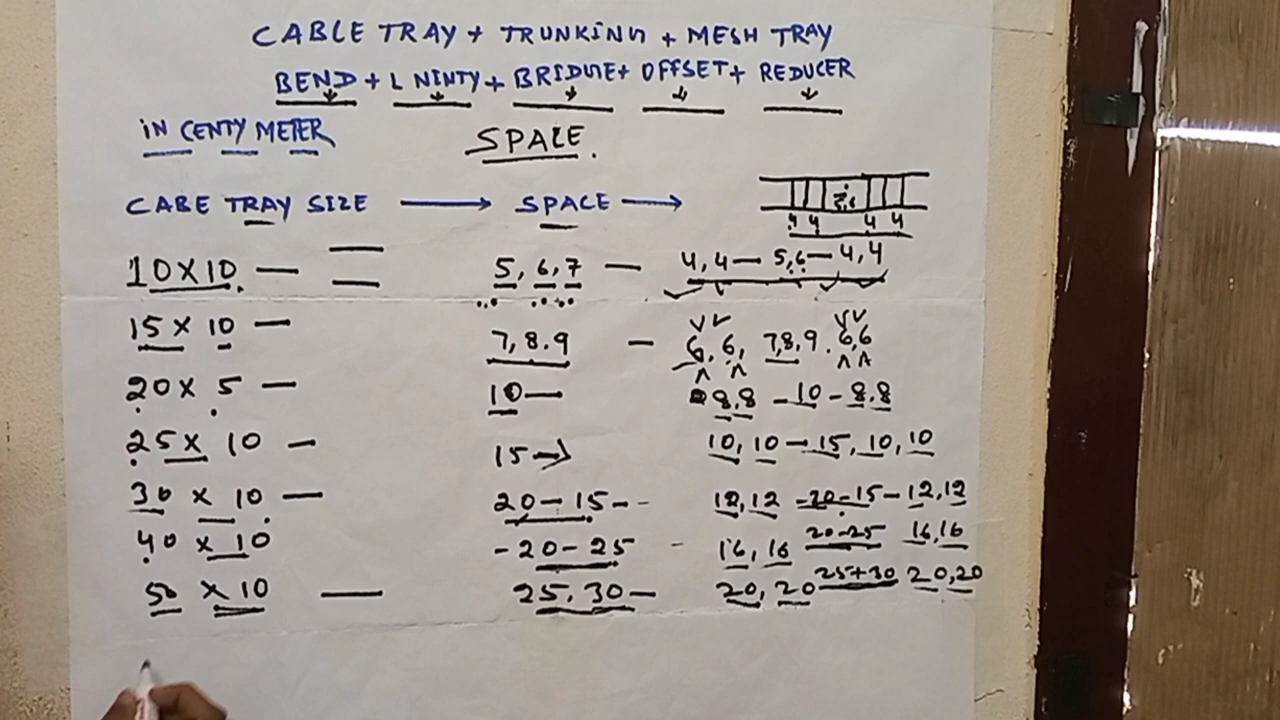 CABLE TRAY + TRUNKING + MESH TRAY
BEND + L NINTY + BRIDGE + OFFSET + REDUCER
IN CENTY METER SPACE.
CABE TRAY SIZE → SPACE →
4 4 4 4
10 X 10. — 5, 6, 7 — 4, 4 — 5, 6 — 4, 4
15 X 10 — 7, 8. 9 — 6, 6, 7,8, 9. 6,6
20 X 5 — 10 — 8,8 - 10 - 8,8
25 X 10 — 15 → 10, 10 — 15, 10, 10
30 X 10 — 20 — 15 - - 12, 12 - 20-15 - 12,12
40 X 10 - 20 - 25 - 16, 16 20-25 16,16
50 X 10 — 25, 30 — 20, 20 25+30 20,20